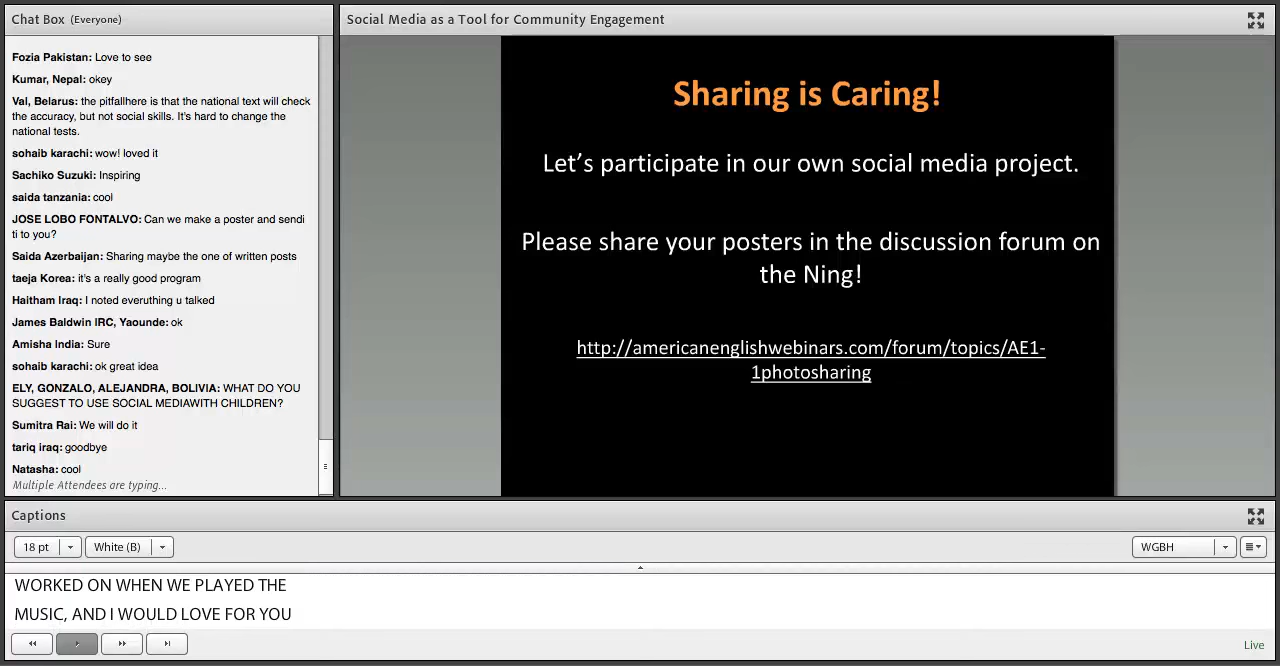 Chat Box (Everyone)
Fozia Pakistan: Love to see
Kumar, Nepal: okey
Val, Belarus: the pitfallhere is that the national text will check
the accuracy, but not social skills. It's hard to change the
national tests.
sohaib karachi: wow! loved it
Sachiko Suzuki: Inspiring
saida tanzania: cool
JOSE LOBO FONTALVO: Can we make a poster and sendi
ti to you?
Saida Azerbaijan: Sharing maybe the one of written posts
taeja Korea: it's a really good program
Haitham Iraq: I noted everuthing u talked
James Baldwin IRC, Yaounde: ok
Amisha India: Sure
sohaib karachi: ok great idea
ELY, GONZALO, ALEJANDRA, BOLIVIA: WHAT DO YOU
SUGGEST TO USE SOCIAL MEDIAWITH CHILDREN?
Sumitra Rai: We will do it
tariq iraq: goodbye
Natasha: cool
Multiple Attendees are typing...
Social Media as a Tool for Community Engagement
Sharing is Caring!
Let's participate in our own social media project.
Please share your posters in the discussion forum on
the Ning!
http://americanenglishwebinars.com/forum/topics/AE1-
1photosharing
Captions
18 pt
White (B)
WGBH
WORKED ON WHEN WE PLAYED THE
MUSIC, AND I WOULD LOVE FOR YOU
Live